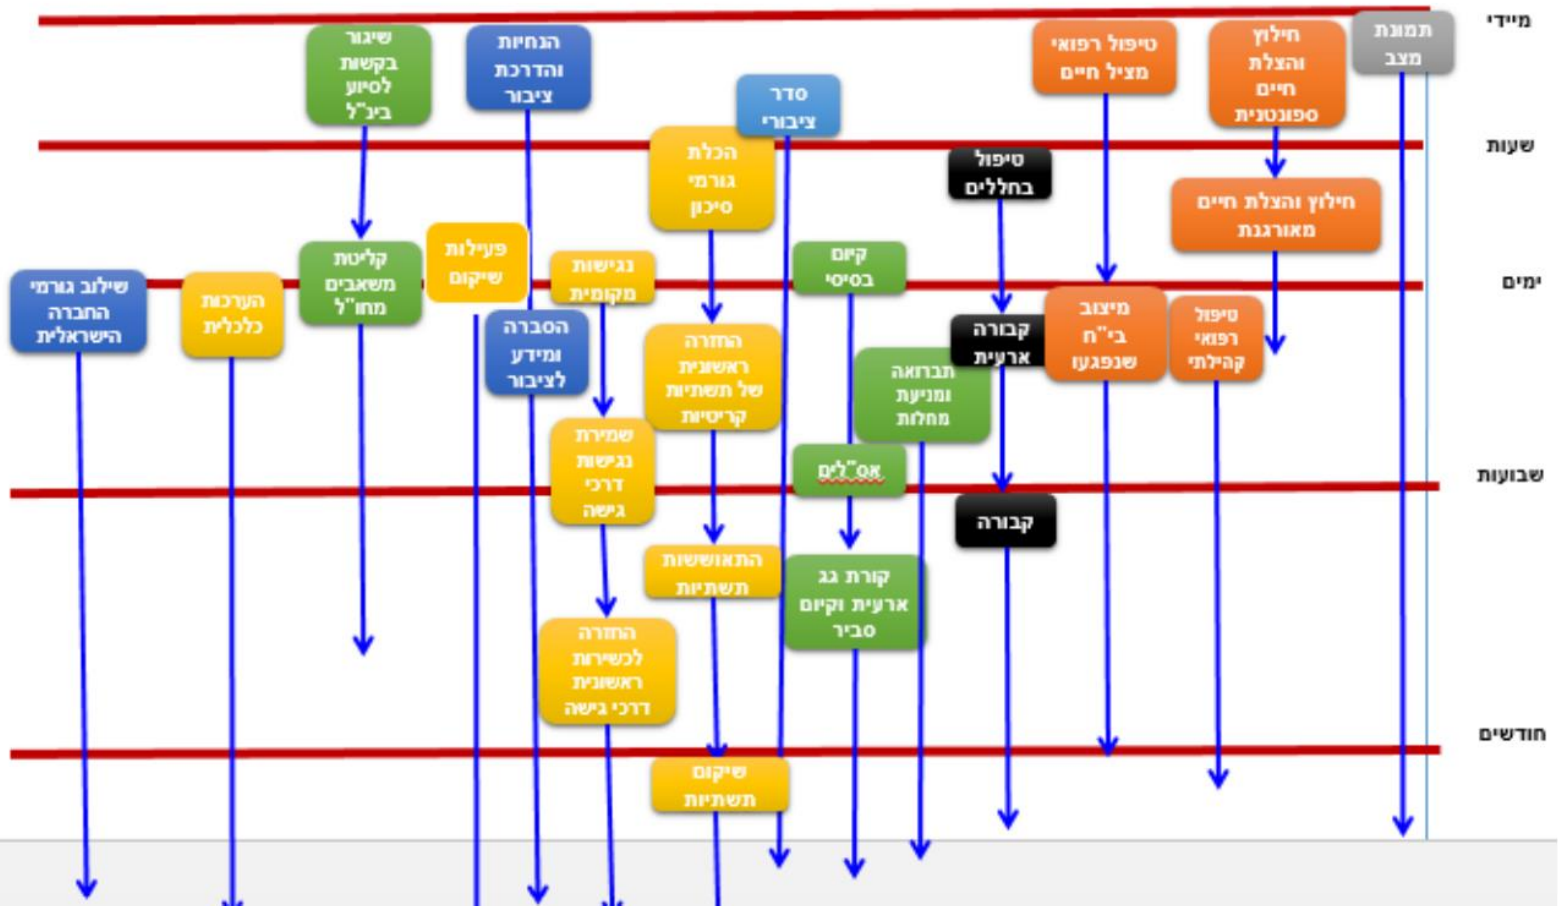 מיידי
תמונת
מצב
חילוץ
והצלת
חיים
ספונטנית
טיפול רפואי
מציל חיים
סדר
ציבורי
הנחיות
והדרכת
ציבור
שיגור
בקשות
לסיוע
בינ"ל
שעות
טיפול
בחללים
הכלת
גורמי
סיכון
חילוץ והצלת חיים
מאורגנת
ימים
קיום
בסיסי
נגישות
מקומית
פעילות
שיקום
קליטת
משאבים
מחו"ל
הערכות
כלכלית
שילוב גורמי
החברה
הישראלית
טיפול
רפואי
קהילתי
מיצוב
בי"ח
שנפגעו
קבורה
ארעית
תברואה
ומניעת
מחלות
החזרה
ראשונית
של תשתיות
קריטיות
הסברה
ומידע
לציבור
שבועות
אס"לים
שמירת
נגישות
דרכי
גישה
קבורה
קורת גג
ארעית וקיום
סביר
התאוששות
תשתיות
החזרה
לכשירות
ראשונית
דרכי גישה
חודשים
שיקום
תשתיות